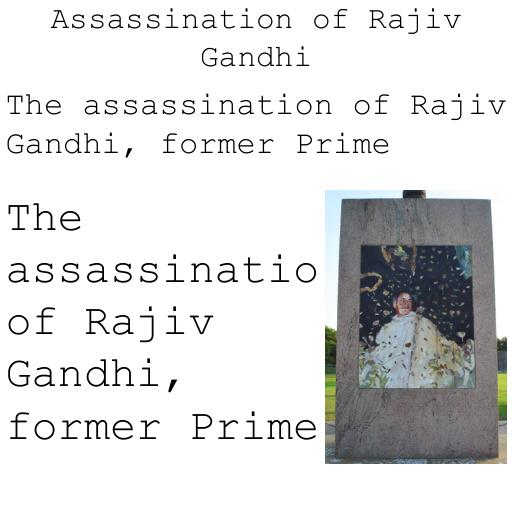 Assassination of Rajiv
Gandhi
The assassination of Rajiv
Gandhi, former Prime
The
assassinatio
of Rajiv
Gandhi,
former Prime